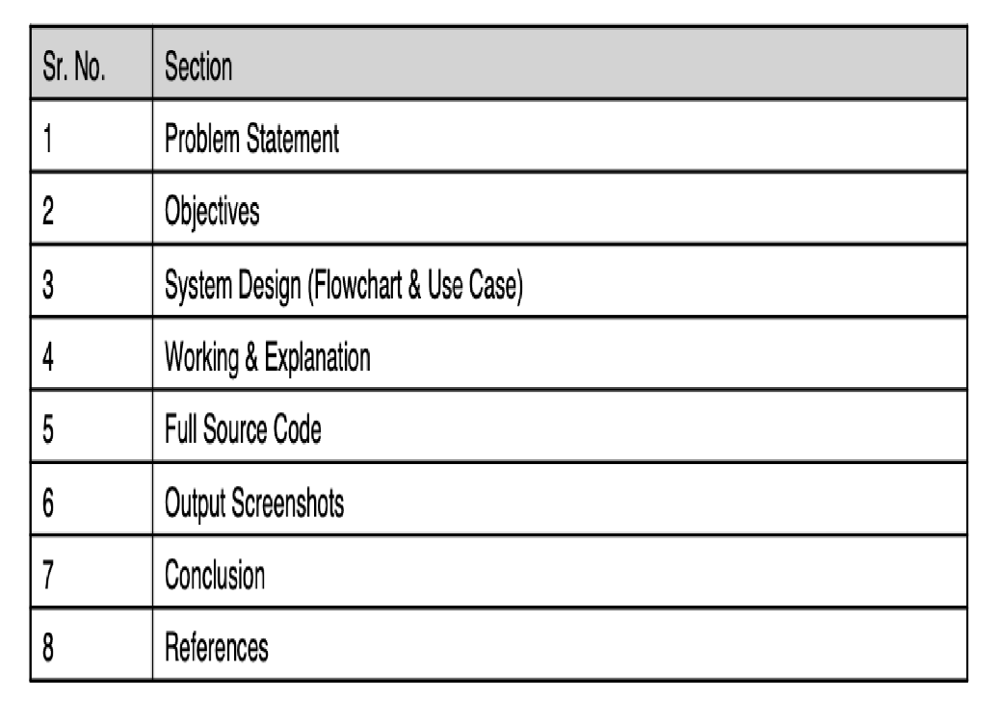 Sr. No. Section
1 Problem Statement
2 Objectives
3 System Design (Flowchart & Use Case)
4 Working & Explanation
5 Full Source Code
6 Output Screenshots
7 Conclusion
8 References